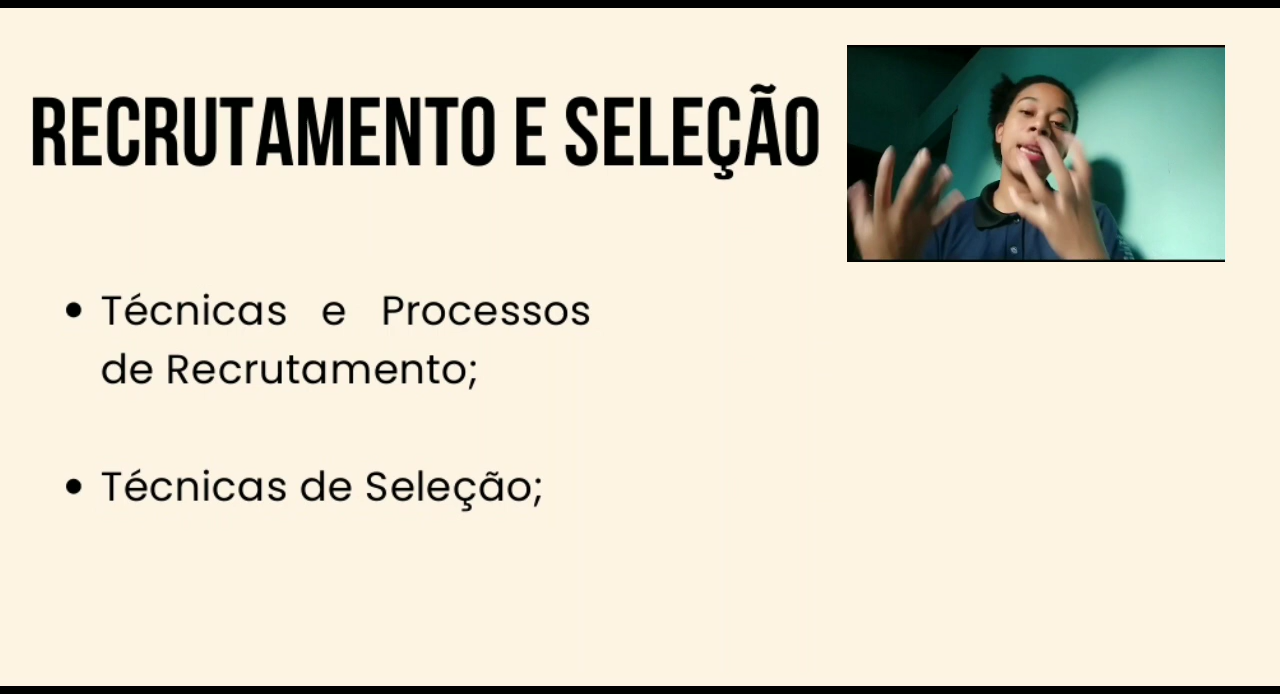 RECRUTAMENTO E SELEÇÃO
• Técnicas e Processos
de Recrutamento;
• Técnicas de Seleção;